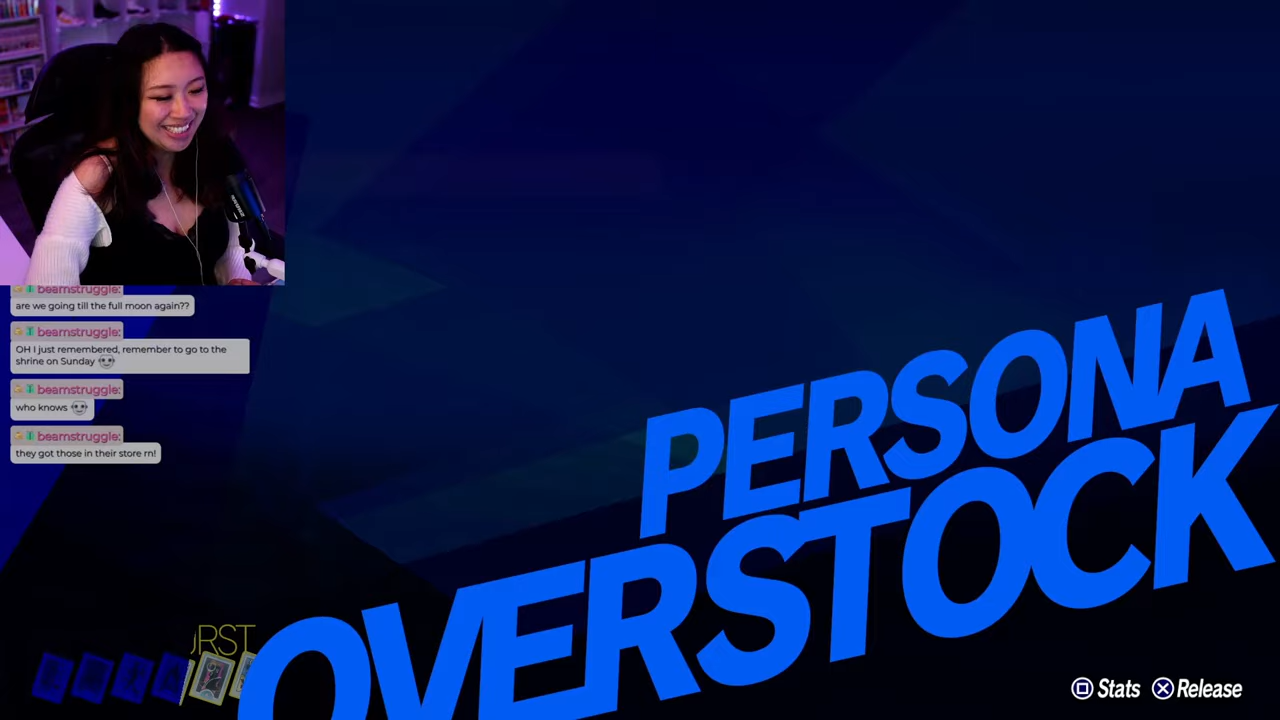 beamstruggle:
are we going till the full moon again??
beamstruggle:
OH I just remembered, remember to go to the
shrine on Sunday
beamstruggle:
who knows
beamstruggle:
they got those in their store rn!
PERSONA
OVERSTOCK
Stats Release